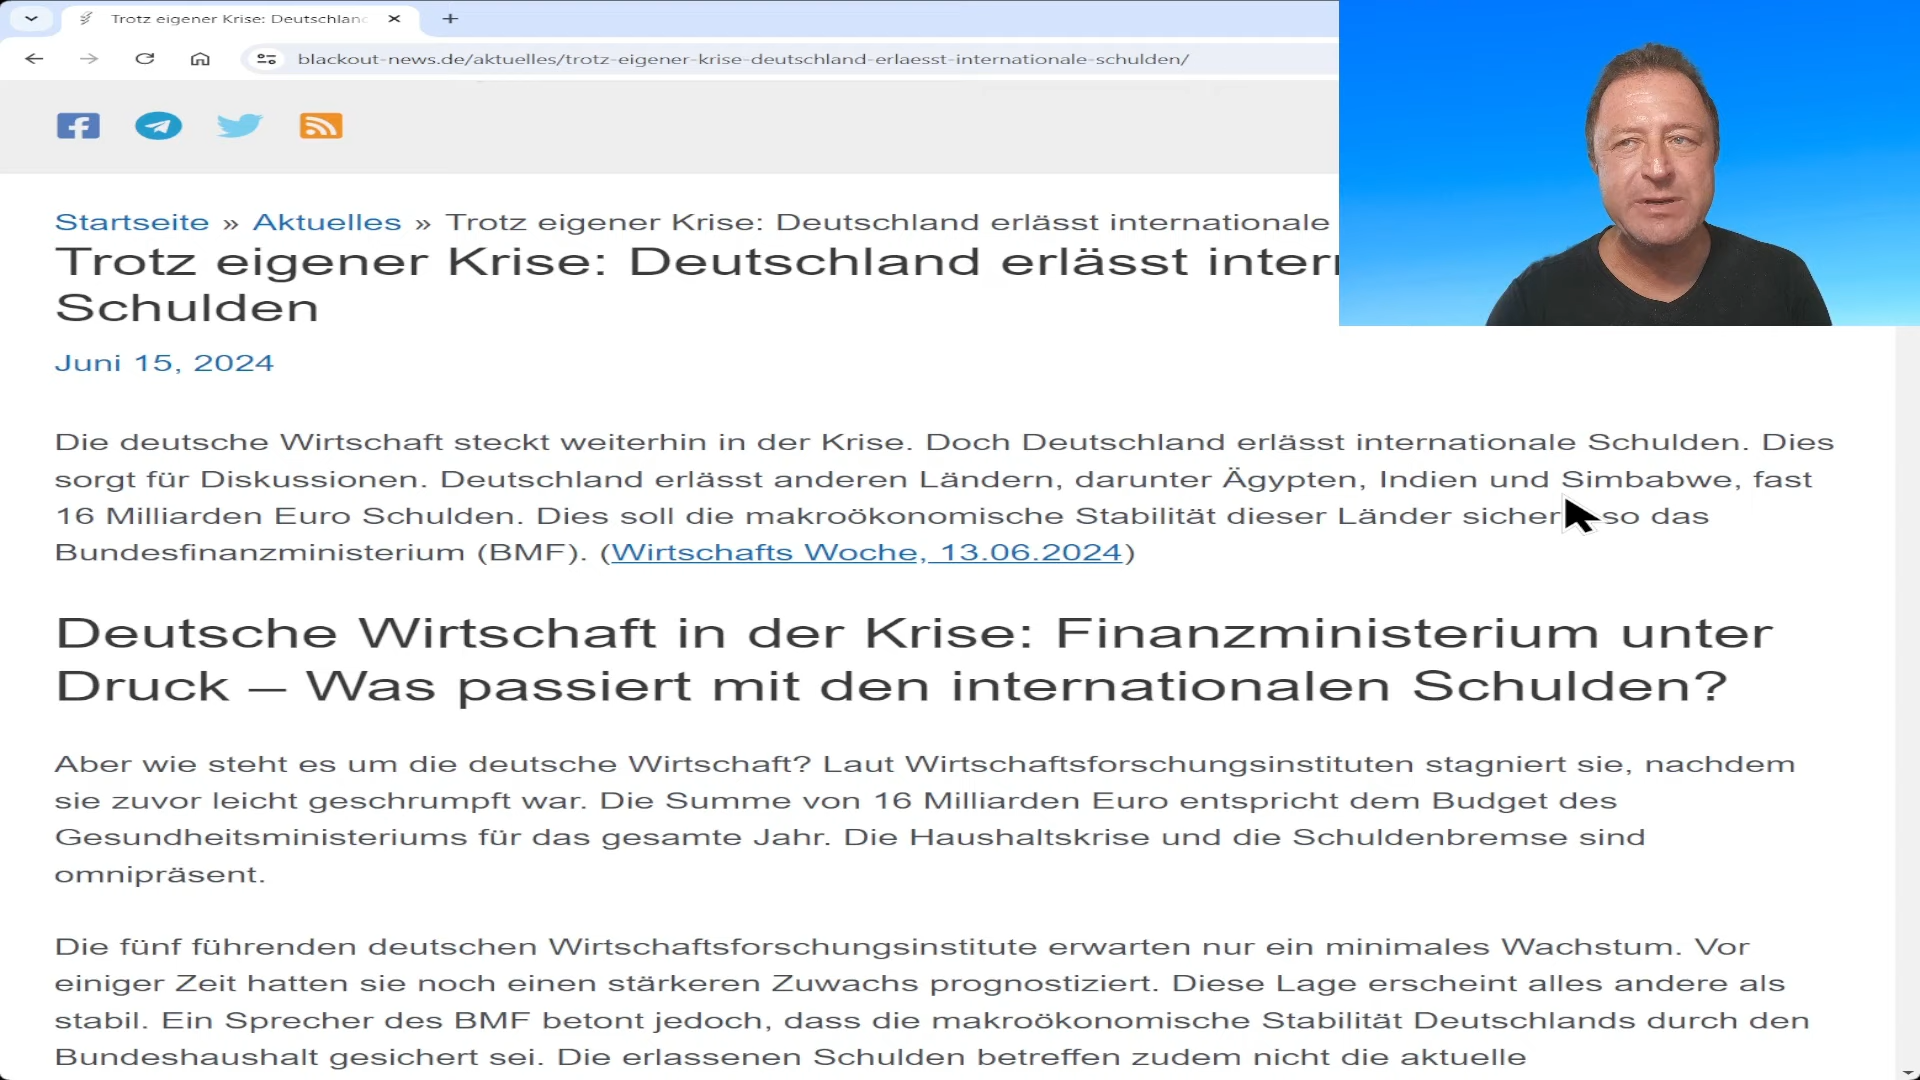 Trotz eigener Krise: Deutschland
blackout-news.de/aktuelles/trotz-eigener-krise-deutschland-erlaesst-internationale-schulden/
Startseite » Aktuelles » Trotz eigener Krise: Deutschland erlässt internationale
Trotz eigener Krise: Deutschland erlässt inter
Schulden
Juni 15, 2024
Die deutsche Wirtschaft steckt weiterhin in der Krise. Doch Deutschland erlässt internationale Schulden. Dies
sorgt für Diskussionen. Deutschland erlässt anderen Ländern, darunter Ägypten, Indien und Simbabwe, fast
16 Milliarden Euro Schulden. Dies soll die makroökonomische Stabilität dieser Länder sichern so das
Bundesfinanzministerium (BMF). (Wirtschafts Woche, 13.06.2024)
Deutsche Wirtschaft in der Krise: Finanzministerium unter
Druck – Was passiert mit den internationalen Schulden?
Aber wie steht es um die deutsche Wirtschaft? Laut Wirtschaftsforschungsinstituten stagniert sie, nachdem
sie zuvor leicht geschrumpft war. Die Summe von 16 Milliarden Euro entspricht dem Budget des
Gesundheitsministeriums für das gesamte Jahr. Die Haushaltskrise und die Schuldenbremse sind
omnipräsent.
Die fünf führenden deutschen Wirtschaftsforschungsinstitute erwarten nur ein minimales Wachstum. Vor
einiger Zeit hatten sie noch einen stärkeren Zuwachs prognostiziert. Diese Lage erscheint alles andere als
stabil. Ein Sprecher des BMF betont jedoch, dass die makroökonomische Stabilität Deutschlands durch den
Bundeshaushalt gesichert sei. Die erlassenen Schulden betreffen zudem nicht die aktuelle